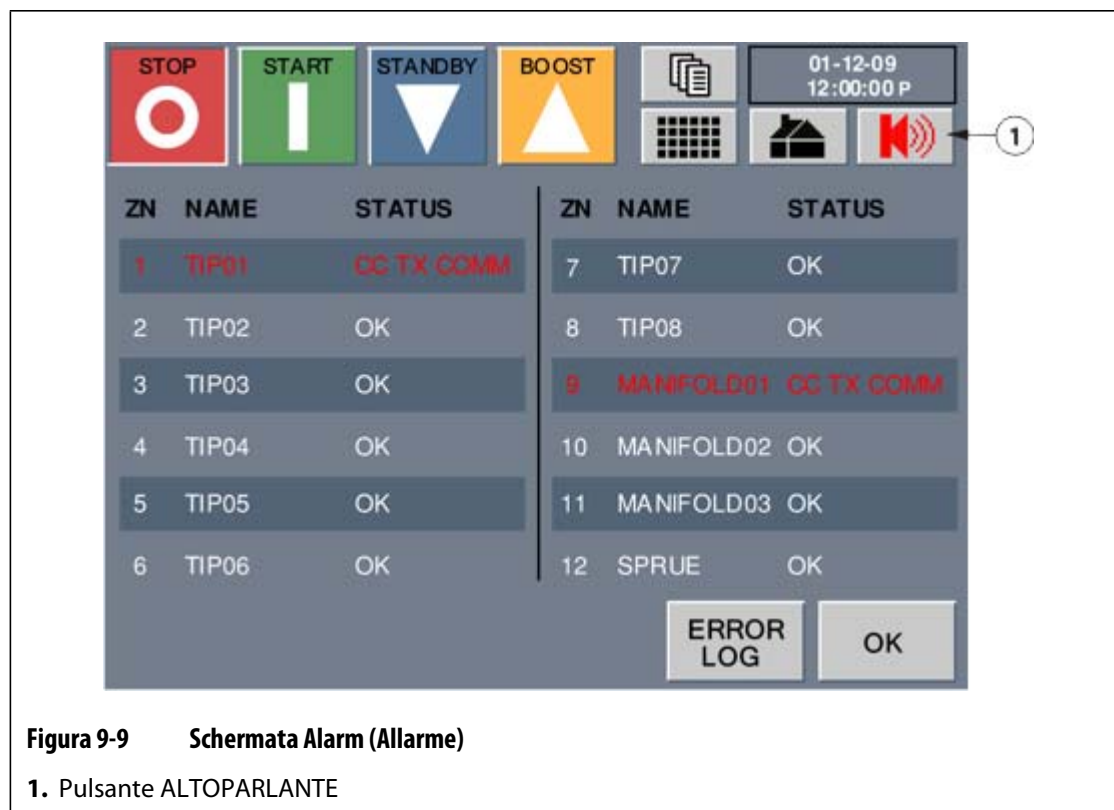 STOP START STANDBY BOOST
01-12-09
12:00:00 P
1
ZN NAME STATUS ZN NAME STATUS
1 TIP01 CC TX COMM 7 TIP07 OK
2 TIP02 OK 8 TIP08 OK
3 TIP03 OK 9 MANIFOLD01 CC TX COMM
4 TIP04 OK 10 MANIFOLD02 OK
5 TIP05 OK 11 MANIFOLD03 OK
6 TIP06 OK 12 SPRUE OK
ERROR
LOG
OK
Figura 9-9 Schermata Alarm (Allarme)
1. Pulsante ALTOPARLANTE